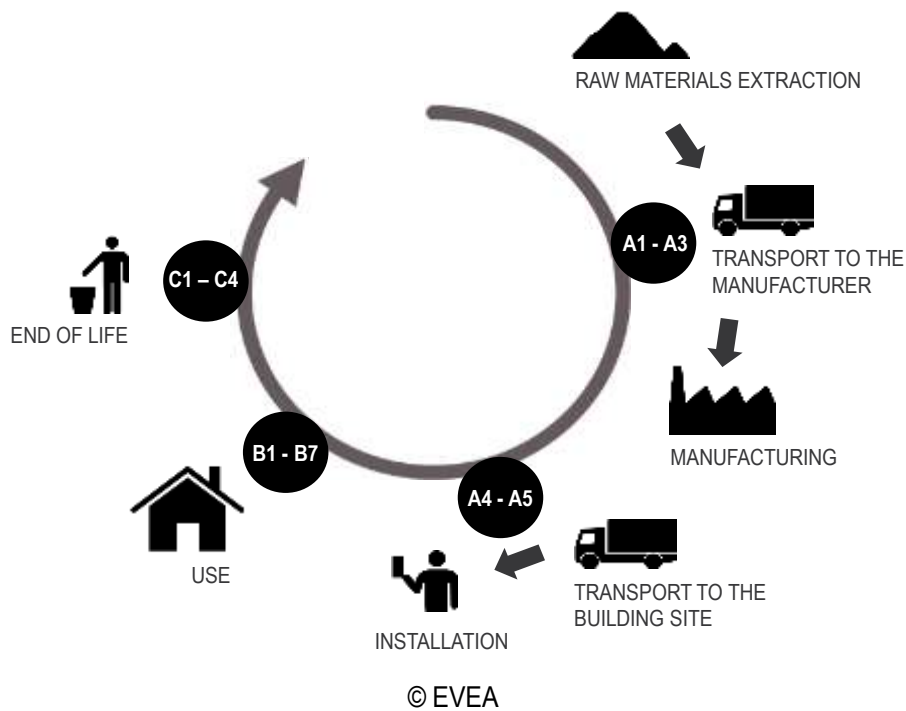 RAW MATERIALS EXTRACTION
A1 - A3
TRANSPORT TO THE
MANUFACTURER
MANUFACTURING
A4 - A5
TRANSPORT TO THE
BUILDING SITE
INSTALLATION
B1 - B7
USE
C1 – C4
END OF LIFE
© EVEA